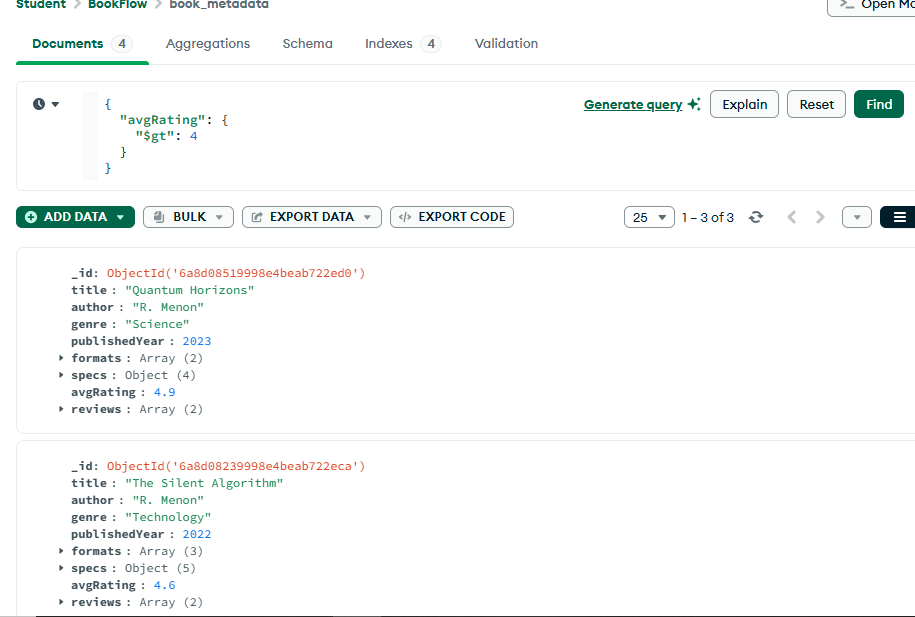 Student > BookFlow > book_metadata
>_ Open Mo
Documents 4 Aggregations Schema Indexes 4 Validation
{
"avgRating": {
"$gt": 4
}
}
Generate query Explain Reset Find
ADD DATA BULK EXPORT DATA </> EXPORT CODE 25 1 – 3 of 3
_id: ObjectId('6a8d08519998e4beab722ed0')
title : "Quantum Horizons"
author : "R. Menon"
genre : "Science"
publishedYear : 2023
formats : Array (2)
specs : Object (4)
avgRating : 4.9
reviews : Array (2)
_id: ObjectId('6a8d08239998e4beab722eca')
title : "The Silent Algorithm"
author : "R. Menon"
genre : "Technology"
publishedYear : 2022
formats : Array (3)
specs : Object (5)
avgRating : 4.6
reviews : Array (2)